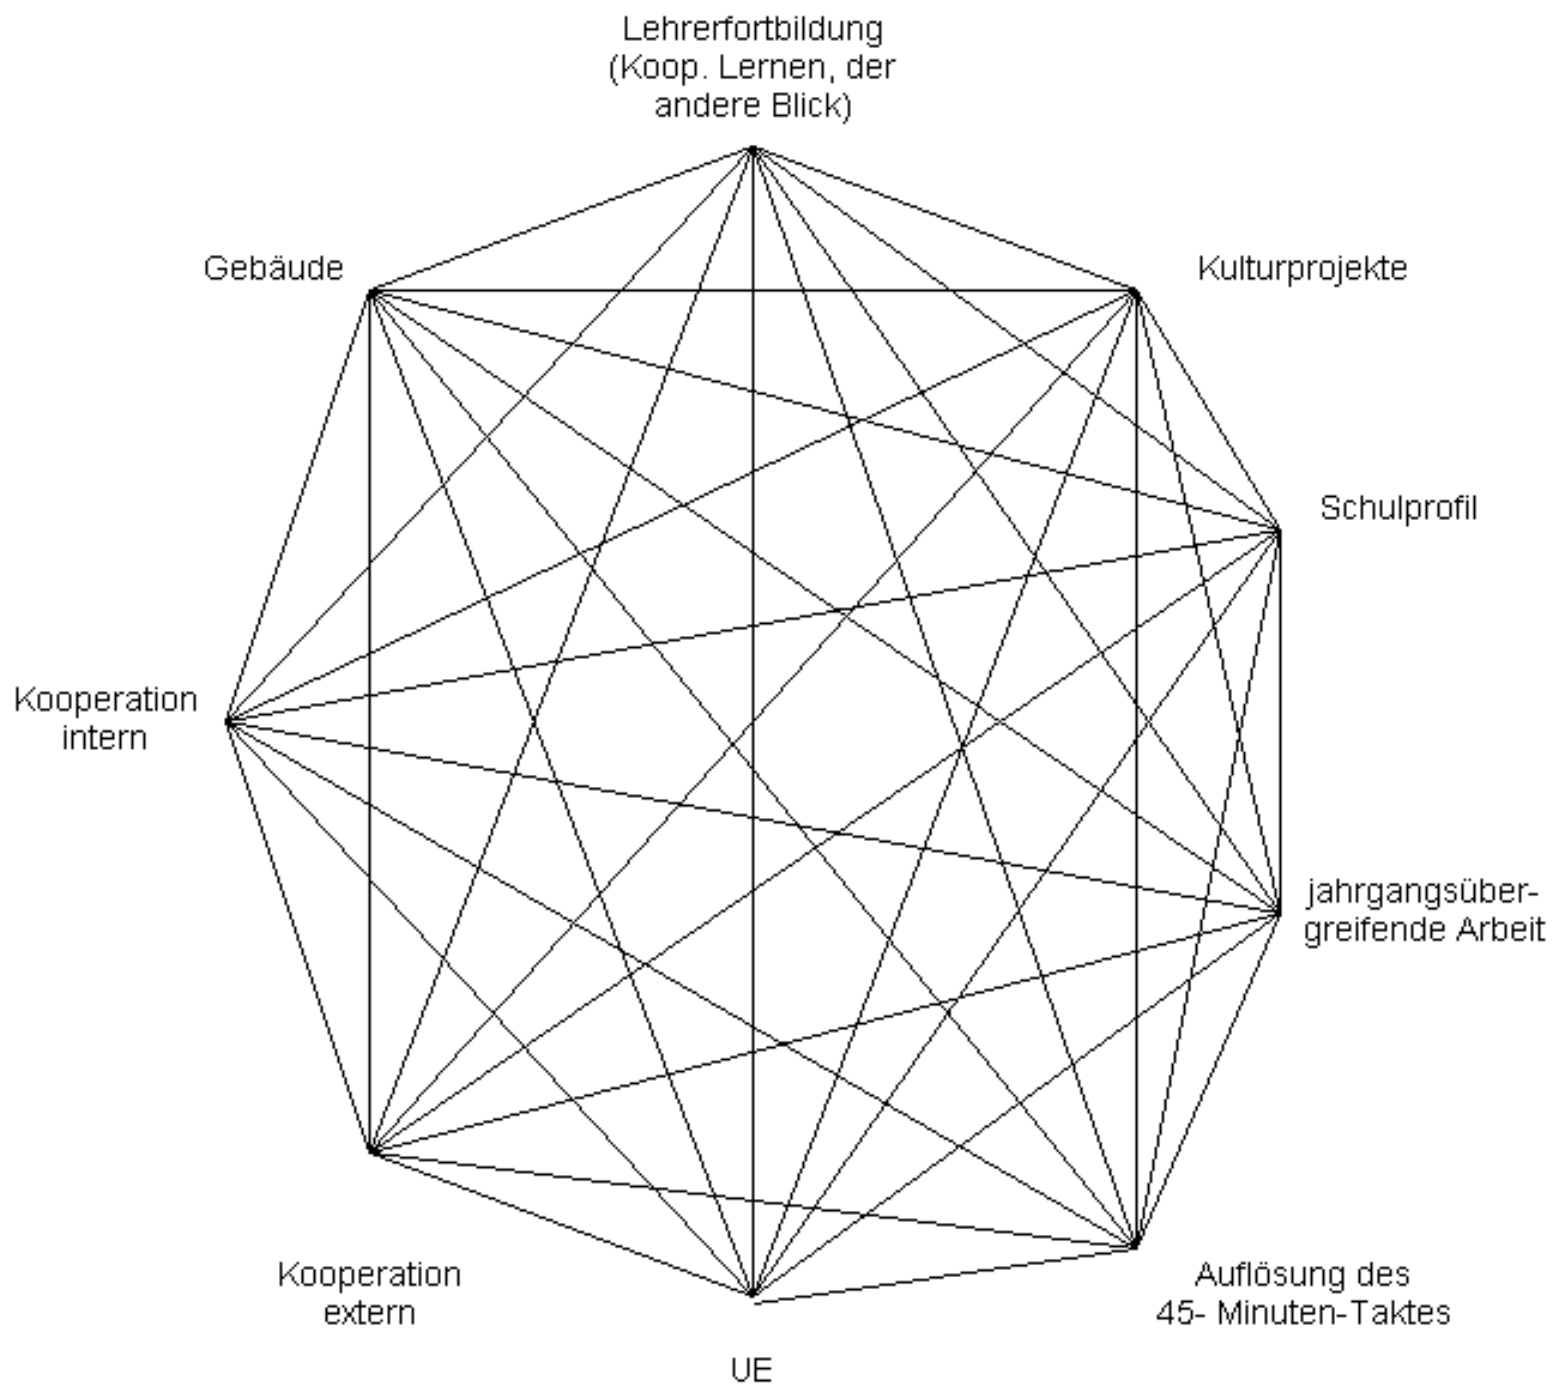 Lehrerfortbildung
(Koop. Lernen, der
andere Blick)
Gebäude
Kulturprojekte
Schulprofil
Kooperation
intern
jahrgangsüber-
greifende Arbeit
Kooperation
extern
Auflösung des
45- Minuten-Taktes
UE